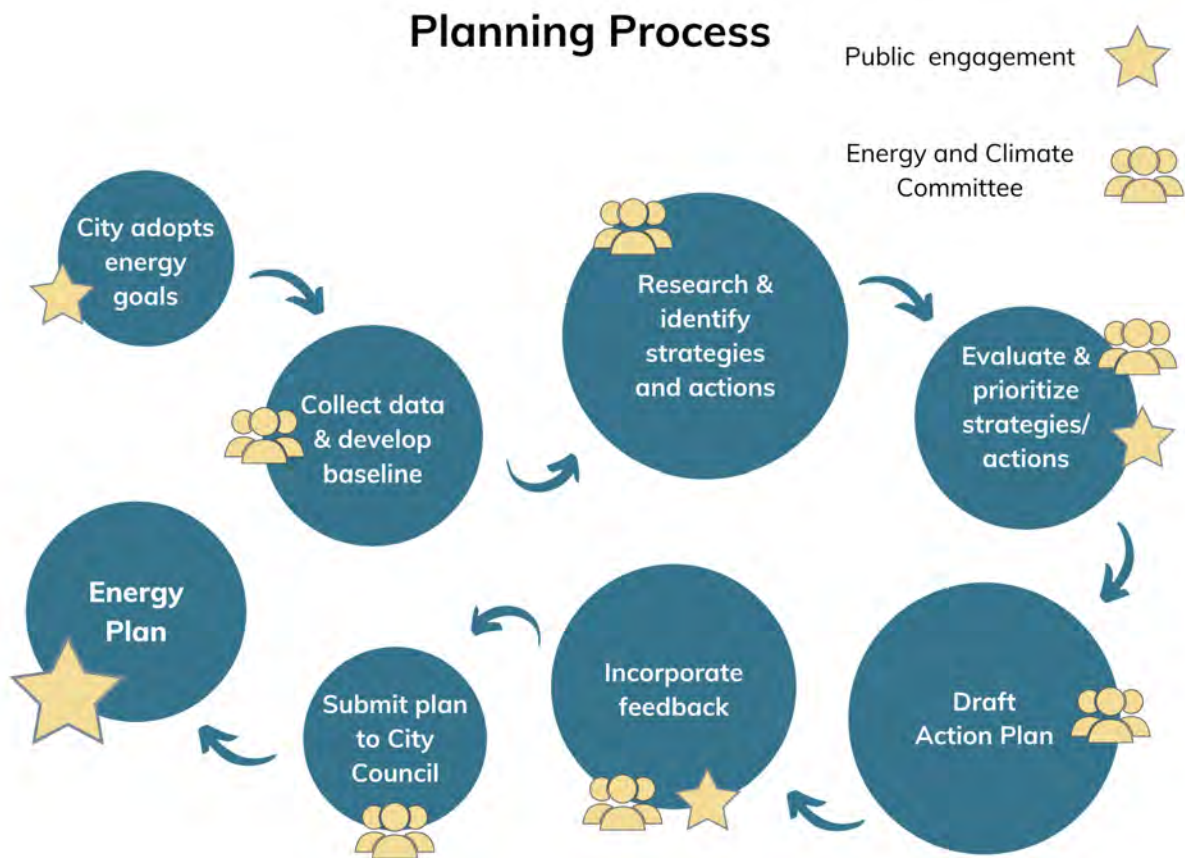 Planning Process
Public engagement
Energy and Climate
Committee
City adopts
energy
goals
Collect data
& develop
baseline
Research &
identify
strategies
and actions
Evaluate &
prioritize
strategies/
actions
Draft
Action Plan
Incorporate
feedback
Submit plan
to City
Council
Energy
Plan